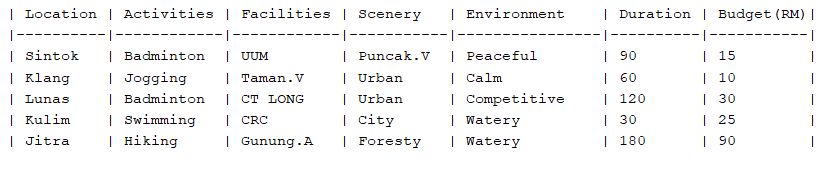 | Location | Activities | Facilities | Scenery | Environment | Duration | Budget(RM)|
|----------|------------|------------|----------|----------------|----------|----------|
| Sintok | Badminton | UUM | Puncak.V | Peaceful | 90 | 15 |
| Klang | Jogging | Taman.V | Urban | Calm | 60 | 10 |
| Lunas | Badminton | CT LONG | Urban | Competitive | 120 | 30 |
| Kulim | Swimming | CRC | City | Watery | 30 | 25 |
| Jitra | Hiking | Gunung.A | Foresty | Watery | 180 | 90 |